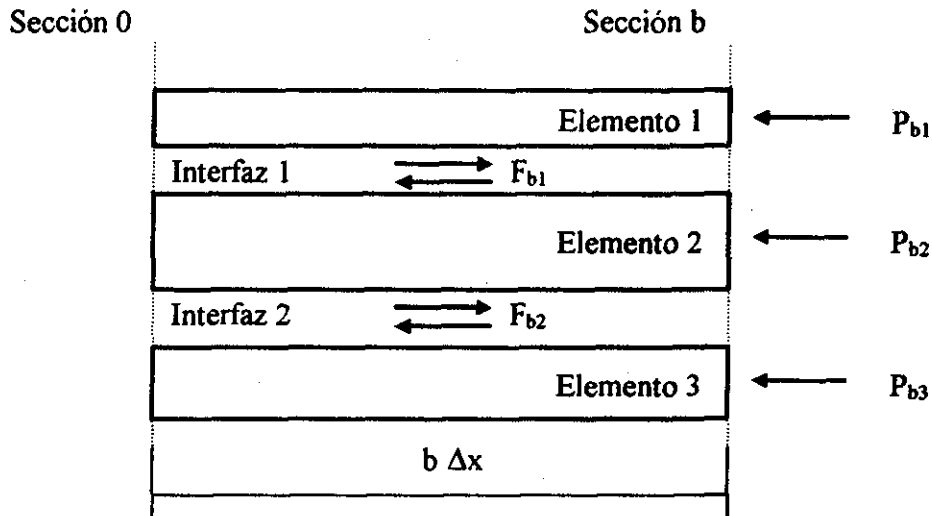 Sección 0 Sección b
Elemento 1 P_b1
Interfaz 1 F_b1
Elemento 2 P_b2
Interfaz 2 F_b2
Elemento 3 P_b3
b Δx